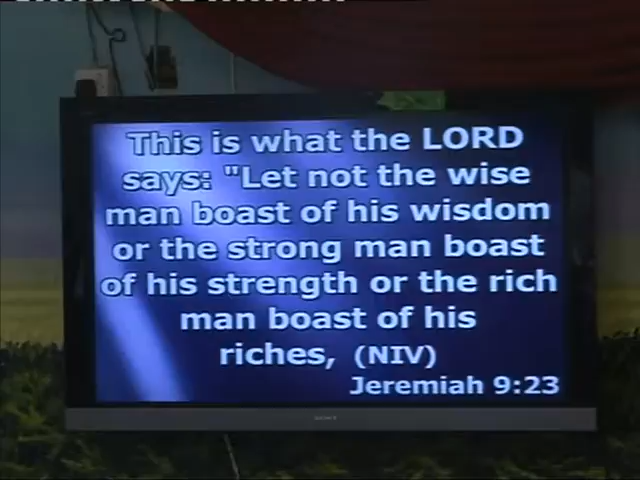 This is what the LORD
says: "Let not the wise
man boast of his wisdom
or the strong man boast
of his strength or the rich
man boast of his
riches, (NIV)
Jeremiah 9:23
SONY